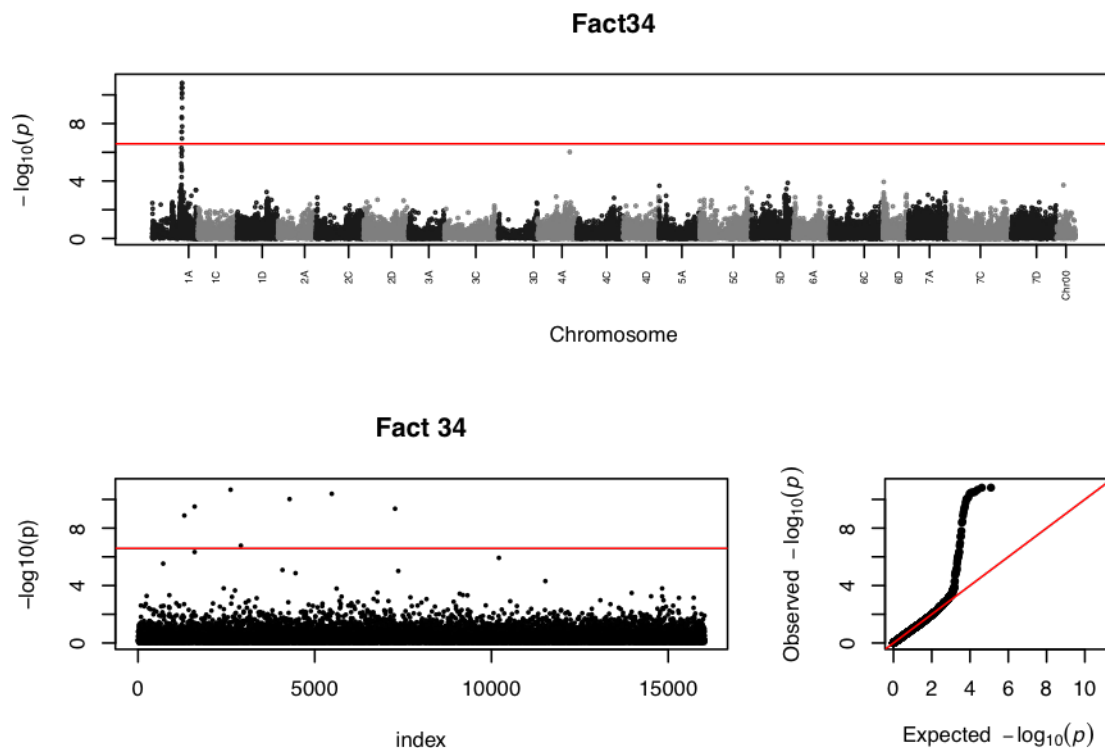 Fact34
−log₁₀(p)
8
4
0
1A 1C 1D 2A 2C 2D 3A 3C 3D 4A 4C 4D 5A 5C 5D 6A 6C 6D 7A 7C 7D Chr00
Chromosome
Fact 34
−log10(p)
8
4
0
0 5000 10000 15000
index
Observed −log₁₀(p)
8
4
0
0 2 4 6 8 10
Expected −log₁₀(p)